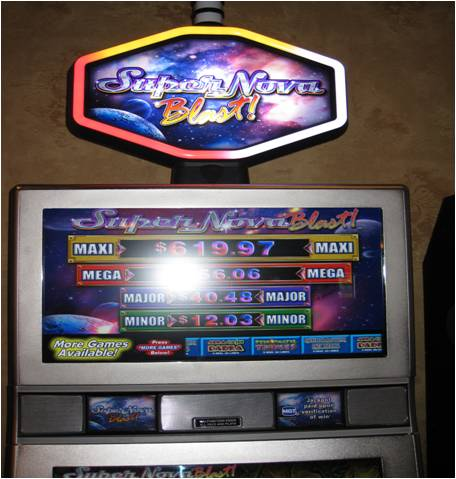 Super Nova
Blast!
Super Nova Blast!
MAXI $619.97 MAXI
MEGA 6.06 MEGA
MAJOR $40.48 MAJOR
MINOR $12.03 MINOR
More Games
Available!
Press
"MORE GAMES"
Below!
Super Nova
Blast!
MGT
Jackpot
paid upon
verification
of win
Super Nova Blast!